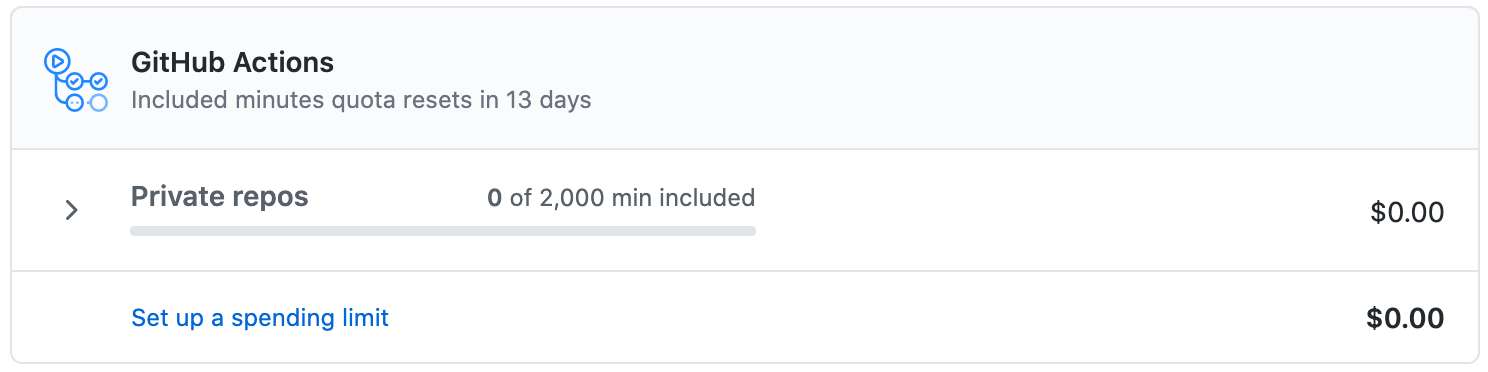 GitHub Actions
Included minutes quota resets in 13 days
Private repos 0 of 2,000 min included $0.00
Set up a spending limit $0.00